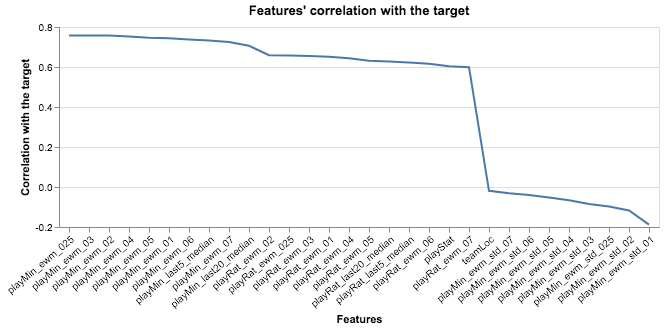 Features' correlation with the target
Correlation with the target
0.8
0.6
0.4
0.2
0.0
-0.2
playMin_ewm_025
playMin_ewm_03
playMin_ewm_02
playMin_ewm_04
playMin_ewm_05
playMin_ewm_01
playMin_ewm_06
playMin_last5_median
playMin_ewm_07
playMin_last20_median
playRat_ewm_02
playRat_ewm_025
playRat_ewm_03
playRat_ewm_01
playRat_ewm_04
playRat_ewm_05
playRat_last20_median
playRat_last5_median
playRat_ewm_06
playStat
playRat_ewm_07
teamLoc
playMin_ewm_std_07
playMin_ewm_std_06
playMin_ewm_std_05
playMin_ewm_std_04
playMin_ewm_std_03
playMin_ewm_std_025
playMin_ewm_std_02
playMin_ewm_std_01
Features